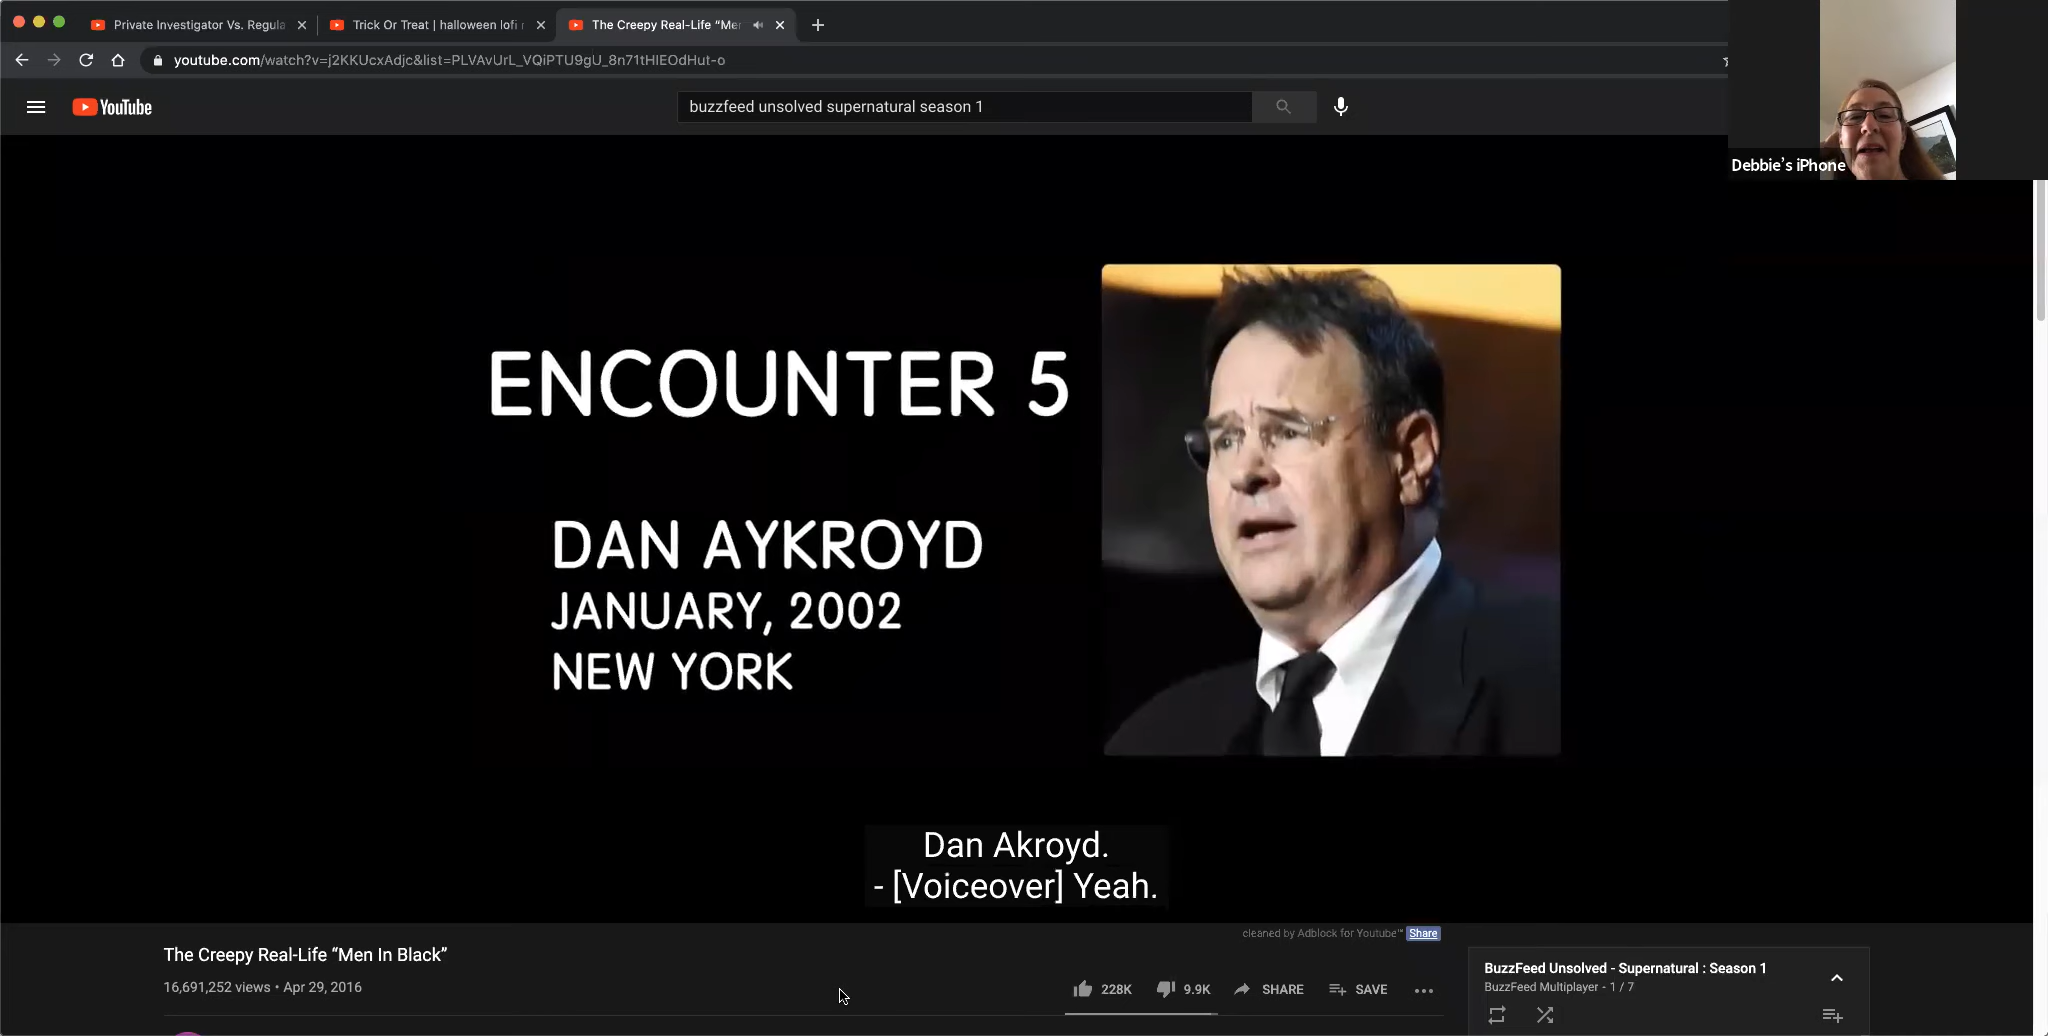 Private Investigator Vs. Regula
Trick Or Treat | halloween lofi
The Creepy Real-Life “Me
youtube.com/watch?v=j2KKUcxAdjc&list=PLVAvUrL_VQiPTU9gU_8n71tHIEOdHut-o
YouTube
buzzfeed unsolved supernatural season 1
Debbie’s iPhone
ENCOUNTER 5
DAN AYKROYD
JANUARY, 2002
NEW YORK
Dan Akroyd.
- [Voiceover] Yeah.
cleaned by Adblock for Youtube™ Share
The Creepy Real-Life “Men In Black”
16,691,252 views • Apr 29, 2016
228K 9.9K SHARE SAVE
BuzzFeed Unsolved - Supernatural : Season 1
BuzzFeed Multiplayer - 1 / 7